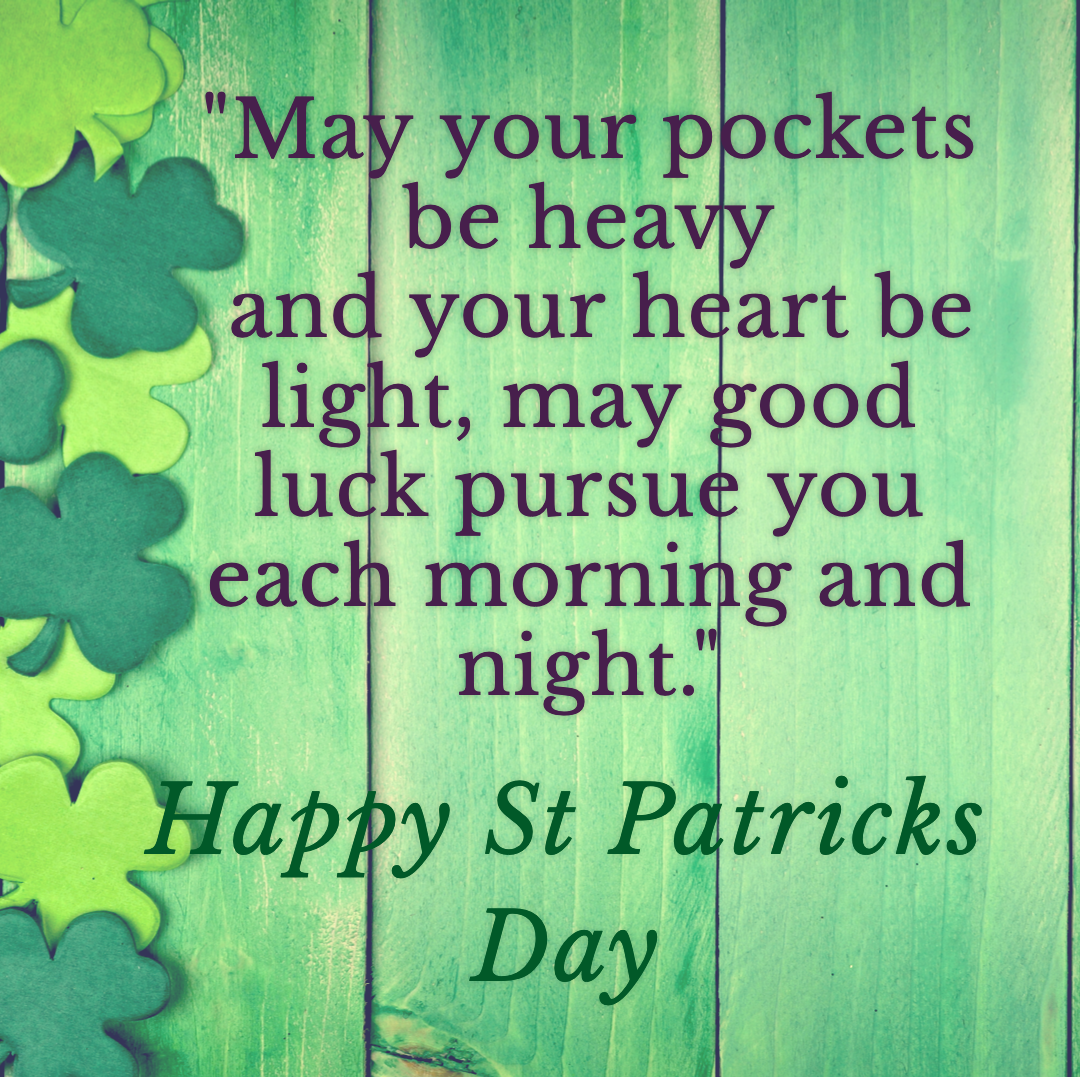 "May your pockets
be heavy
and your heart be
light, may good
luck pursue you
each morning and
night."
Happy St Patricks
Day